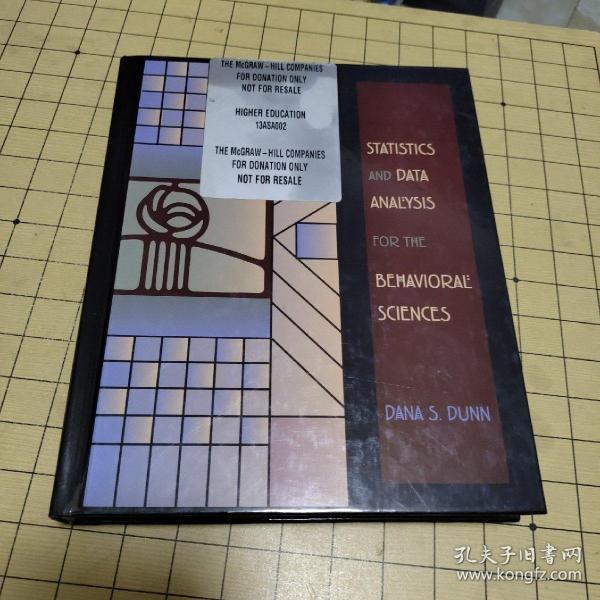 THE McGRAW-HILL COMPANIES
FOR DONATION ONLY
NOT FOR RESALE
HIGHER EDUCATION
13ASA002
THE McGRAW-HILL COMPANIES
FOR DONATION ONLY
NOT FOR RESALE
STATISTICS
AND DATA
ANALYSIS
FOR THE
BEHAVIORAL
SCIENCES
DANA S. DUNN
孔夫子旧书网
www.kongfz.com